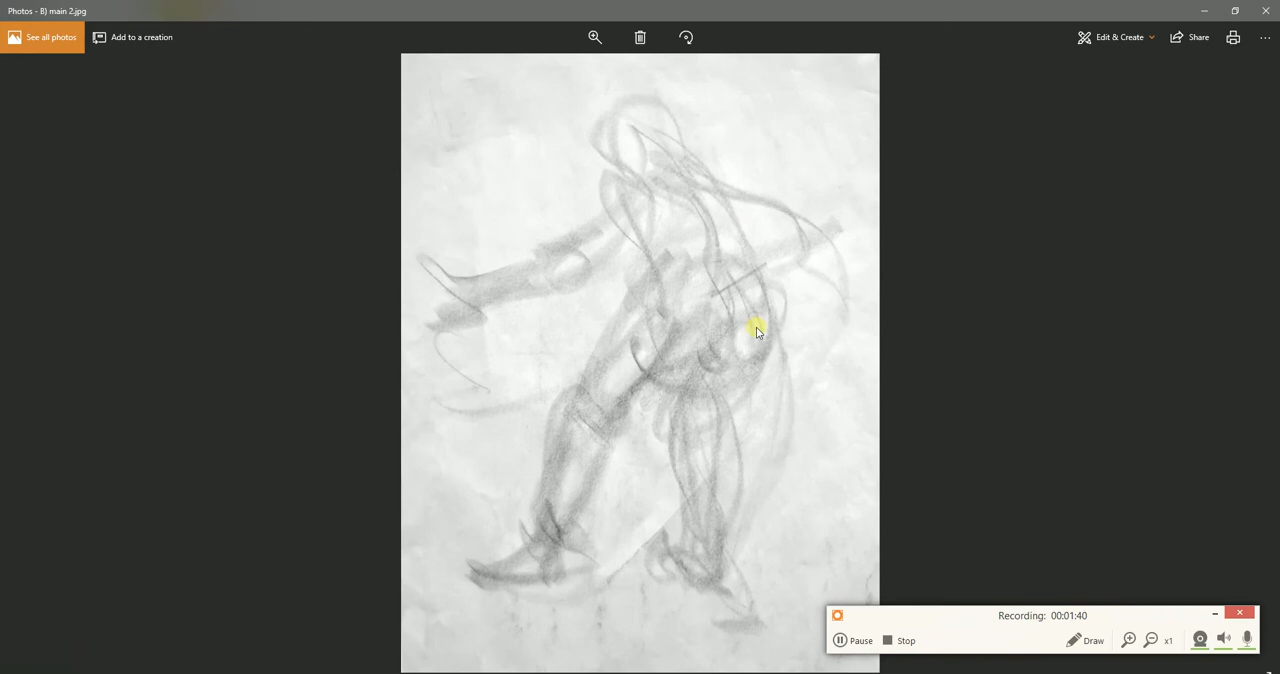 Photos - B) main 2.jpg
See all photos
Add to a creation
Edit & Create
Share
Recording: 00:01:40
Pause
Stop
Draw
x1